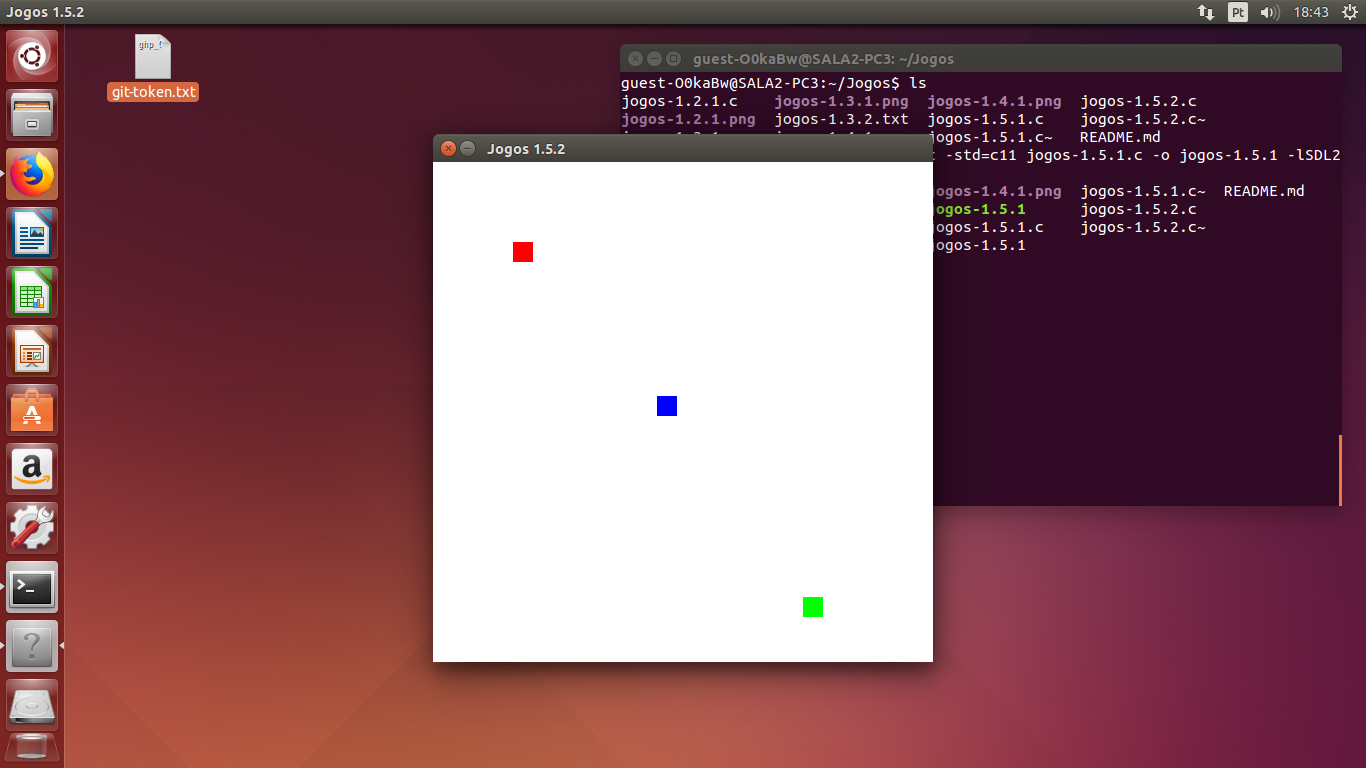 Jogos 1.5.2
Pt
18:43
ghp_
git-token.txt
guest-O0kaBw@SALA2-PC3: ~/Jogos
guest-O0kaBw@SALA2-PC3:~/Jogos$ ls
jogos-1.2.1.c jogos-1.3.1.png jogos-1.4.1.png jogos-1.5.2.c
jogos-1.2.1.png jogos-1.3.2.txt jogos-1.5.1.c jogos-1.5.2.c~
jogos-1.5.1.c~ README.md
-std=c11 jogos-1.5.1.c -o jogos-1.5.1 -lSDL2
jogos-1.4.1.png jogos-1.5.1.c~ README.md
jogos-1.5.1 jogos-1.5.2.c
jogos-1.5.1.c jogos-1.5.2.c~
jogos-1.5.1
Jogos 1.5.2